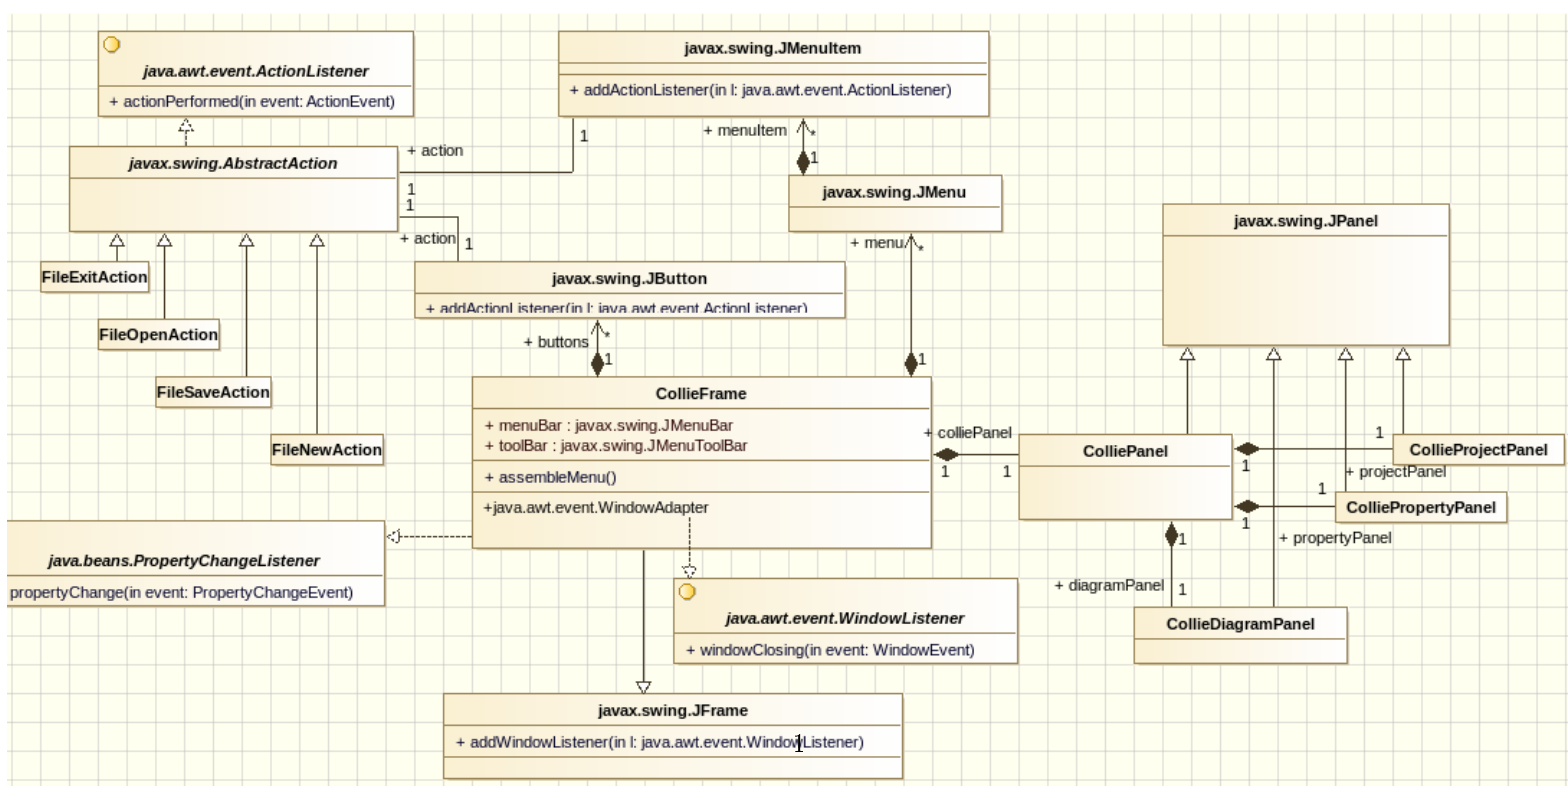 java.awt.event.ActionListener
+ actionPerformed(in event: ActionEvent)
javax.swing.JMenuItem
+ addActionListener(in l: java.awt.event.ActionListener)
+ menuItem
*
1
1
+ action
1
1
javax.swing.AbstractAction
javax.swing.JMenu
+ menu
*
javax.swing.JPanel
+ action
1
FileExitAction
javax.swing.JButton
+ addActionListener(in l: java.awt.event.ActionListener)
FileOpenAction
+ buttons
*
1
1
FileSaveAction
CollieFrame
+ menuBar : javax.swing.JMenuBar
+ toolBar : javax.swing.JMenuToolBar
+ assembleMenu()
+java.awt.event.WindowAdapter
FileNewAction
+ colliePanel
1
1
ColliePanel
1
1
CollieProjectPanel
+ projectPanel
1
1
ColliePropertyPanel
+ propertyPanel
1
+ diagramPanel
1
CollieDiagramPanel
java.beans.PropertyChangeListener
propertyChange(in event: PropertyChangeEvent)
java.awt.event.WindowListener
+ windowClosing(in event: WindowEvent)
javax.swing.JFrame
+ addWindowListener(in l: java.awt.event.WindowListener)